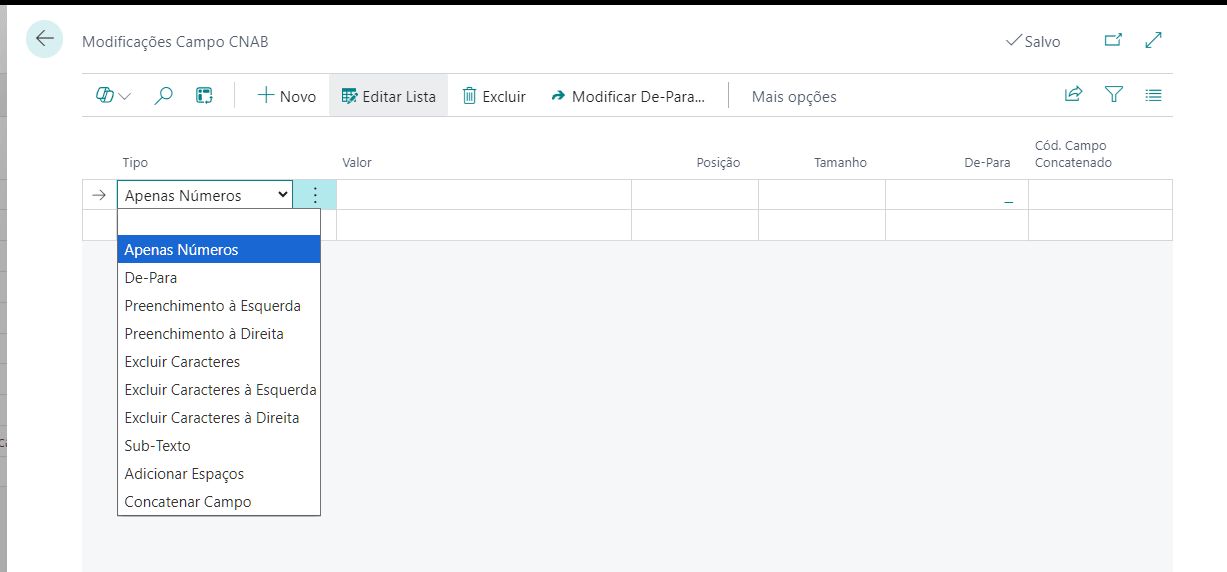 Modificações Campo CNAB
Salvo
Novo
Editar Lista
Excluir
Modificar De-Para...
Mais opções
Tipo
Valor
Posição
Tamanho
De-Para
Cód. Campo
Concatenado
Apenas Números
_
Apenas Números
De-Para
Preenchimento à Esquerda
Preenchimento à Direita
Excluir Caracteres
Excluir Caracteres à Esquerda
Excluir Caracteres à Direita
Sub-Texto
Adicionar Espaços
Concatenar Campo